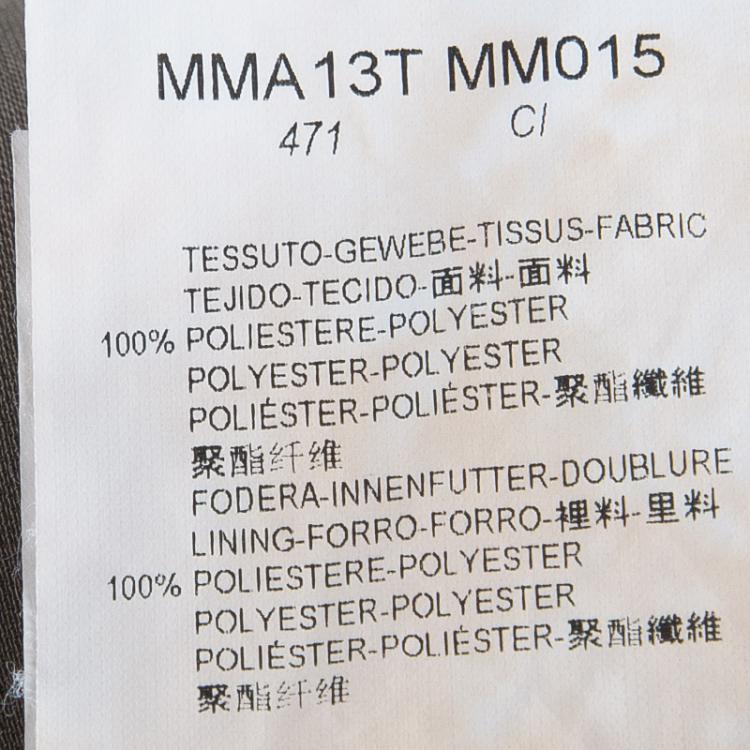 MMA13T MM015
471 CI
TESSUTO-GEWEBE-TISSUS-FABRIC
TEJIDO-TECIDO-面料-面料
100% POLIESTERE-POLYESTER
POLYESTER-POLYESTER
POLIÉSTER-POLIÉSTER-聚酯纖維
聚酯纤维
FODERA-INNENFUTTER-DOUBLURE
LINING-FORRO-FORRO-裡料-里料
100% POLIESTERE-POLYESTER
POLYESTER-POLYESTER
POLIÉSTER-POLIÉSTER-聚酯纖維
聚酯纤维